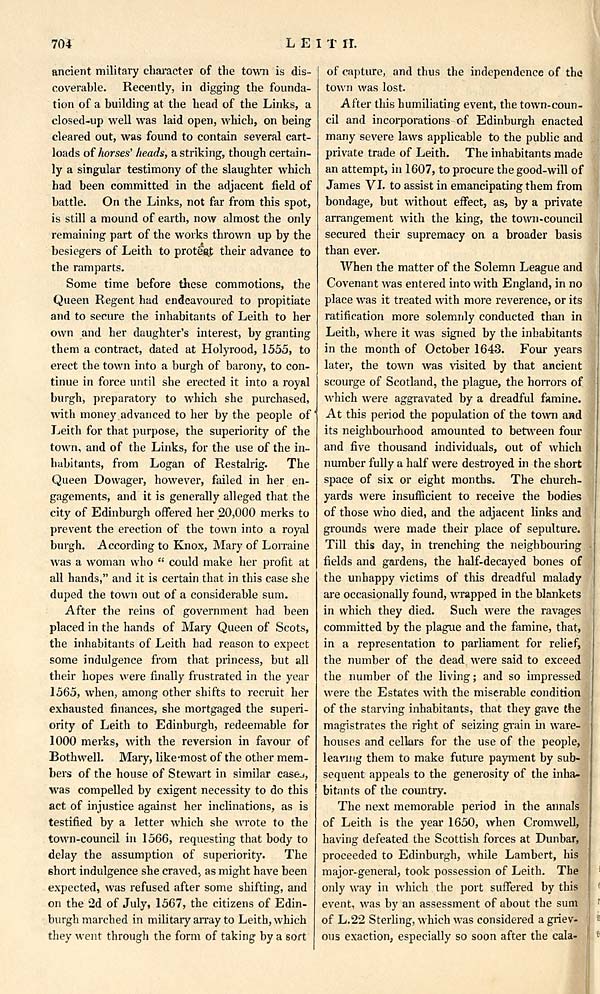 704
LEITH.
ancient military character of the town is dis-
coverable. Recently, in digging the founda-
tion of a building at the head of the Links, a
closed-up well was laid open, which, on being
cleared out, was found to contain several cart-
loads of horses' heads, a striking, though certain-
ly a singular testimony of the slaughter which
had been committed in the adjacent field of
battle. On the Links, not far from this spot,
is still a mound of earth, now almost the only
remaining part of the works thrown up by the
besiegers of Leith to protect their advance to
the ramparts.
Some time before these commotions, the
Queen Regent had endeavoured to propitiate
and to secure the inhabitants of Leith to her
own and her daughter's interest, by granting
them a contract, dated at Holyrood, 1555, to
erect the town into a burgh of barony, to con-
tinue in force until she erected it into a royal
burgh, preparatory to which she purchased,
with money advanced to her by the people of
Leith for that purpose, the superiority of the
town, and of the Links, for the use of the in-
habitants, from Logan of Restalrig. The
Queen Dowager, however, failed in her en-
gagements, and it is generally alleged that the
city of Edinburgh offered her 20,000 merks to
prevent the erection of the town into a royal
burgh. According to Knox, Mary of Lorraine
was a woman who “ could make her profit at
all hands,” and it is certain that in this case she
duped the town out of a considerable sum.
After the reins of government had been
placed in the hands of Mary Queen of Scots,
the inhabitants of Leith had reason to expect
some indulgence from that princess, but all
their hopes were finally frustrated in the year
1565, when, among other shifts to recruit her
exhausted finances, she mortgaged the superi-
ority of Leith to Edinburgh, redeemable for
1000 merks, with the reversion in favour of
Bothwell. Mary, like most of the other mem-
bers of the house of Stewart in similar cases,
was compelled by exigent necessity to do this
act of injustice against her inclinations, as is
testified by a letter which she wrote to the
town-council in 1566, requesting that body to
delay the assumption of superiority. The
short indulgence she craved, as might have been
expected, was refused after some shifting, and
on the 2d of July, 1567, the citizens of Edin-
burgh marched in military array to Leith, which
they went through the form of taking by a sort
of capture, and thus the independence of the
town was lost.
After this humiliating event, the town-coun-
cil and incorporations of Edinburgh enacted
many severe laws applicable to the public and
private trade of Leith. The inhabitants made
an attempt, in 1607, to procure the good-will of
James VI. to assist in emancipating them from
bondage, but without effect, as, by a private
arrangement with the king, the town-council
secured their supremacy on a broader basis
than ever.
When the matter of the Solemn League and
Covenant was entered into with England, in no
place was it treated with more reverence, or its
ratification more solemnly conducted than in
Leith, where it was signed by the inhabitants
in the month of October 1643. Four years
later, the town was visited by that ancient
scourge of Scotland, the plague, the horrors of
which were aggravated by a dreadful famine.
At this period the population of the town and
its neighbourhood amounted to between four
and five thousand individuals, out of which
number fully a half were destroyed in the short
space of six or eight months. The church-
yards were insufficient to receive the bodies
of those who died, and the adjacent links and
grounds were made their place of sepulture.
Till this day, in trenching the neighbouring
fields and gardens, the half-decayed bones of
the unhappy victims of this dreadful malady
are occasionally found, wrapped in the blankets
in which they died. Such were the ravages
committed by the plague and the famine, that,
in a representation to parliament for relief,
the number of the dead were said to exceed
the number of the living; and so impressed
were the Estates with the miserable condition
of the starving inhabitants, that they gave the
magistrates the right of seizing grain in ware-
houses and cellars for the use of the people,
leaving them to make future payment by sub-
sequent appeals to the generosity of the inha-
bitants of the country.
The next memorable period in the annals
of Leith is the year 1650, when Cromwell,
having defeated the Scottish forces at Dunbar,
proceeded to Edinburgh, while Lambert, his
major-general, took possession of Leith. The
only way in which the port suffered by this
event, was by an assessment of about the sum
of L.22 Sterling, which was considered a griev-
ous exaction, especially so soon after the cala-